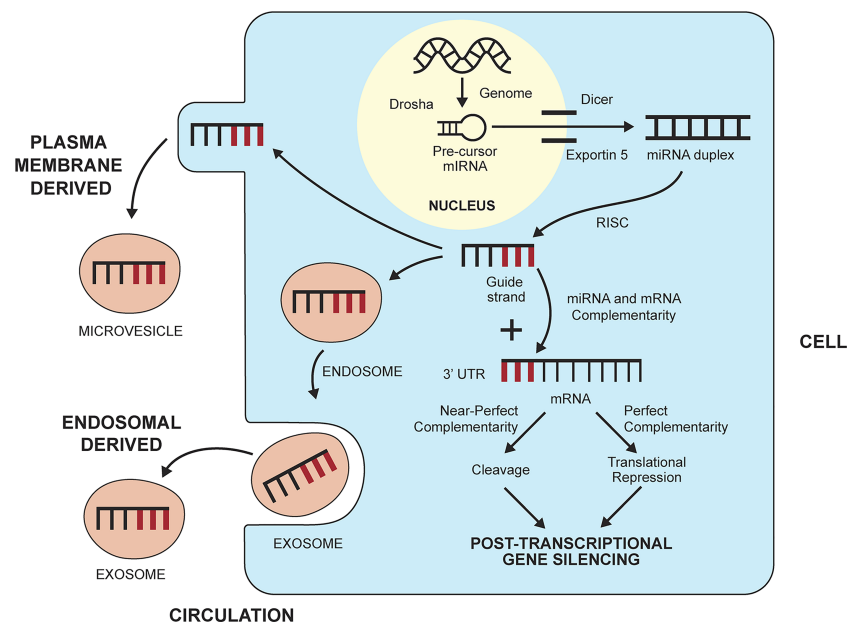 Genome
Drosha
Pre-cursor
mIRNA
NUCLEUS
Dicer
Exportin 5
miRNA duplex
RISC
PLASMA
MEMBRANE
DERIVED
MICROVESICLE
Guide
strand
+
miRNA and mRNA
Complementarity
3' UTR
mRNA
Near-Perfect
Complementarity
Perfect
Complementarity
Cleavage
Translational
Repression
POST-TRANSCRIPTIONAL
GENE SILENCING
CELL
ENDOSOME
ENDOSOMAL
DERIVED
EXOSOME
EXOSOME
CIRCULATION